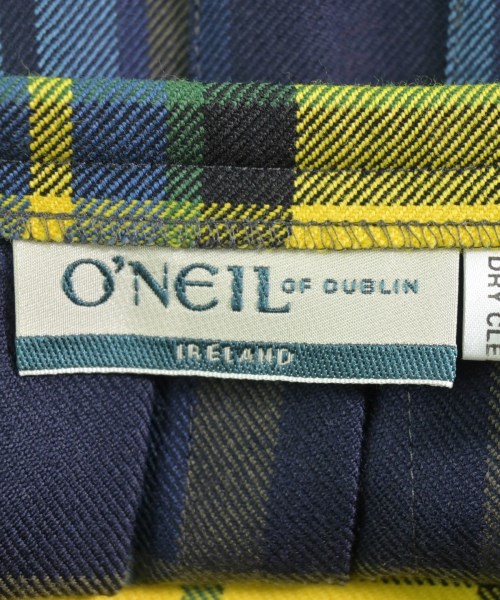 O'NEIL OF DUBLIN
IRELAND
DRY CLE